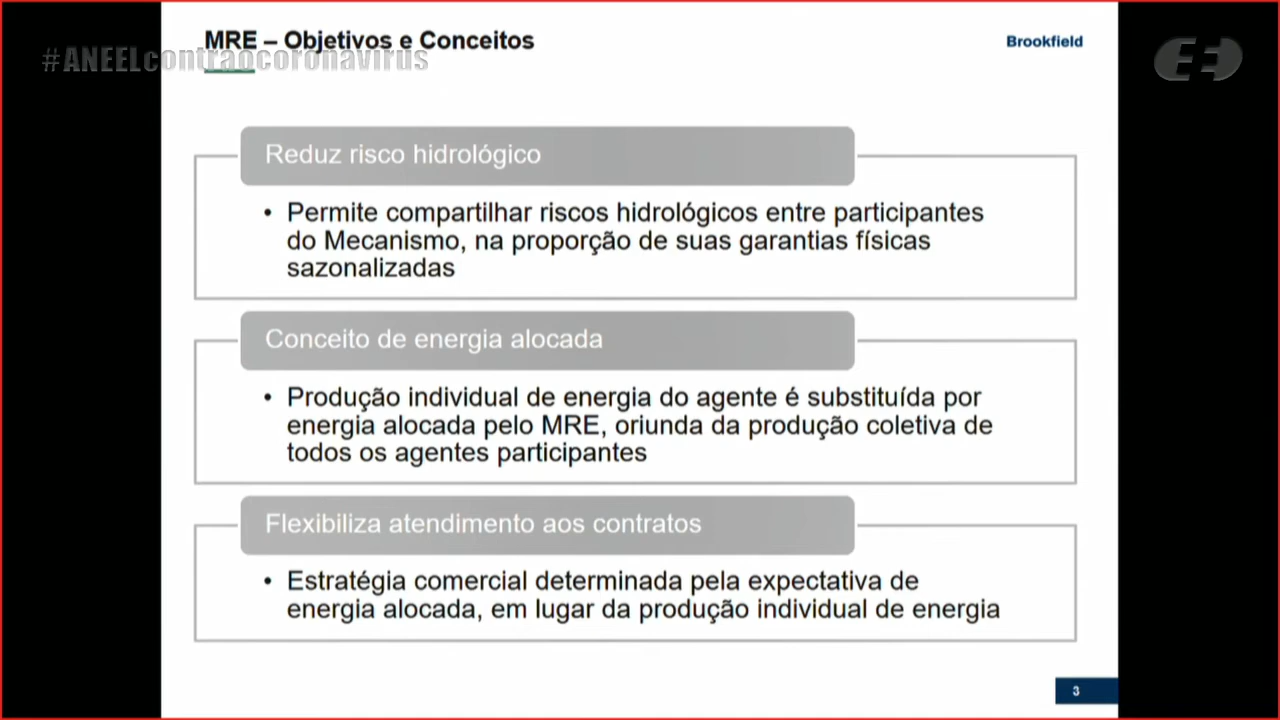 MRE – Objetivos e Conceitos
Brookfield
#ANEELcontraocoronavirus
Reduz risco hidrológico
• Permite compartilhar riscos hidrológicos entre participantes
do Mecanismo, na proporção de suas garantias físicas
sazonalizadas
Conceito de energia alocada
• Produção individual de energia do agente é substituída por
energia alocada pelo MRE, oriunda da produção coletiva de
todos os agentes participantes
Flexibiliza atendimento aos contratos
• Estratégia comercial determinada pela expectativa de
energia alocada, em lugar da produção individual de energia
3